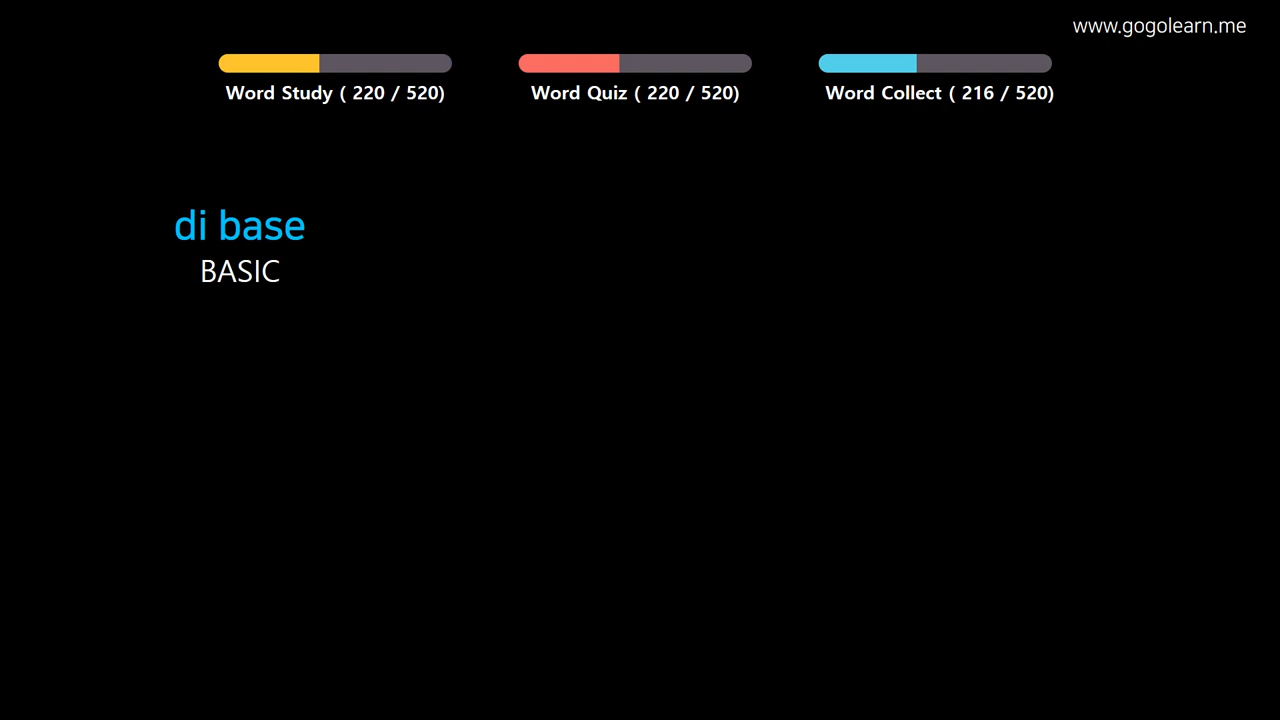 www.gogolearn.me
Word Study ( 220 / 520)
Word Quiz ( 220 / 520)
Word Collect ( 216 / 520)
di base
BASIC